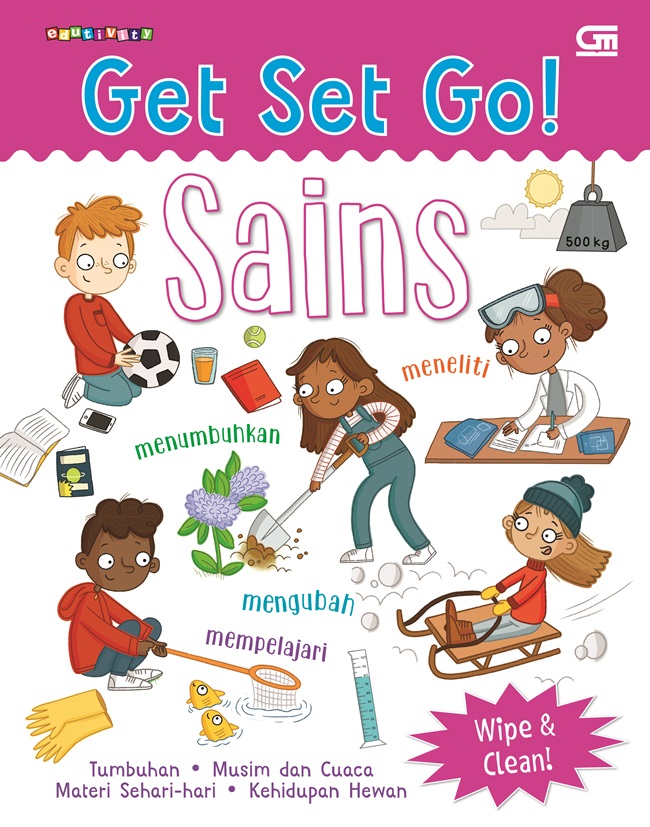 edutivity
GM
Get Set Go!
Sains
500 kg
meneliti
menumbuhkan
mengubah
mempelajari
Wipe &
Clean!
Tumbuhan • Musim dan Cuaca
Materi Sehari-hari • Kehidupan Hewan